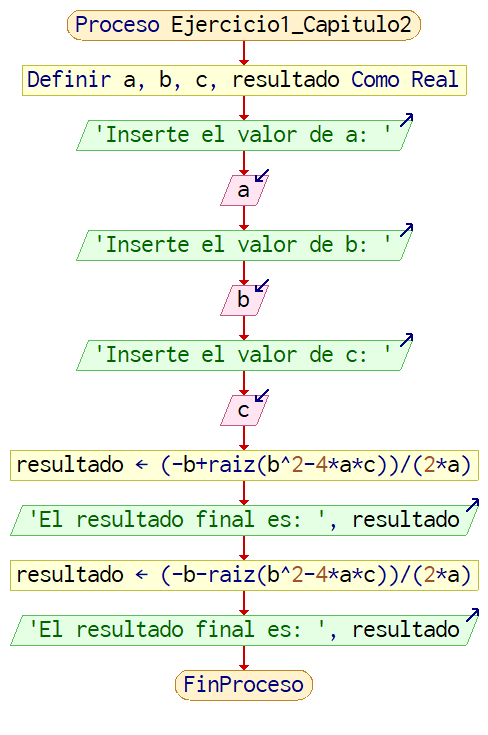 Proceso Ejercicio1_Capitulo2
Definir a, b, c, resultado Como Real
'Inserte el valor de a: '
a
'Inserte el valor de b: '
b
'Inserte el valor de c: '
c
resultado ← (-b+raiz(b^2-4*a*c))/(2*a)
'El resultado final es: ', resultado
resultado ← (-b-raiz(b^2-4*a*c))/(2*a)
'El resultado final es: ', resultado
FinProceso